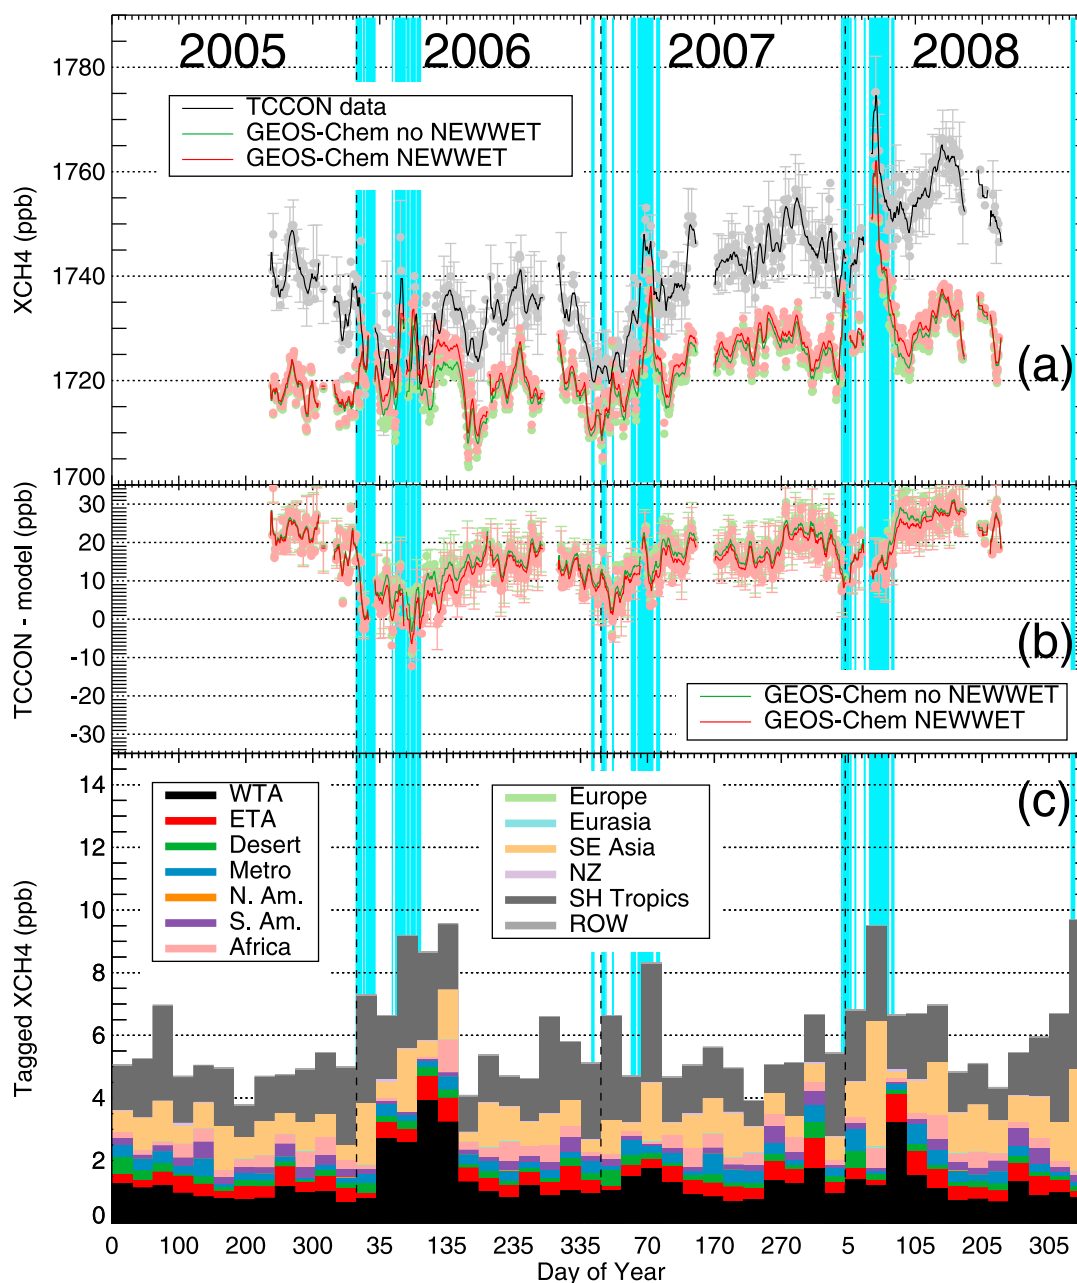 2005 2006 2007 2008
1780
1760
1740
1720
1700
XCH4 (ppb)
TCCON data
GEOS-Chem no NEWWET
GEOS-Chem NEWWET
(a)
30
20
10
0
-10
-20
-30
TCCON - model (ppb)
(b)
GEOS-Chem no NEWWET
GEOS-Chem NEWWET
14
12
10
8
6
4
2
0
Tagged XCH4 (ppb)
WTA
ETA
Desert
Metro
N. Am.
S. Am.
Africa
Europe
Eurasia
SE Asia
NZ
SH Tropics
ROW
(c)
0 100 200 300 35 135 235 335 70 170 270 5 105 205 305
Day of Year